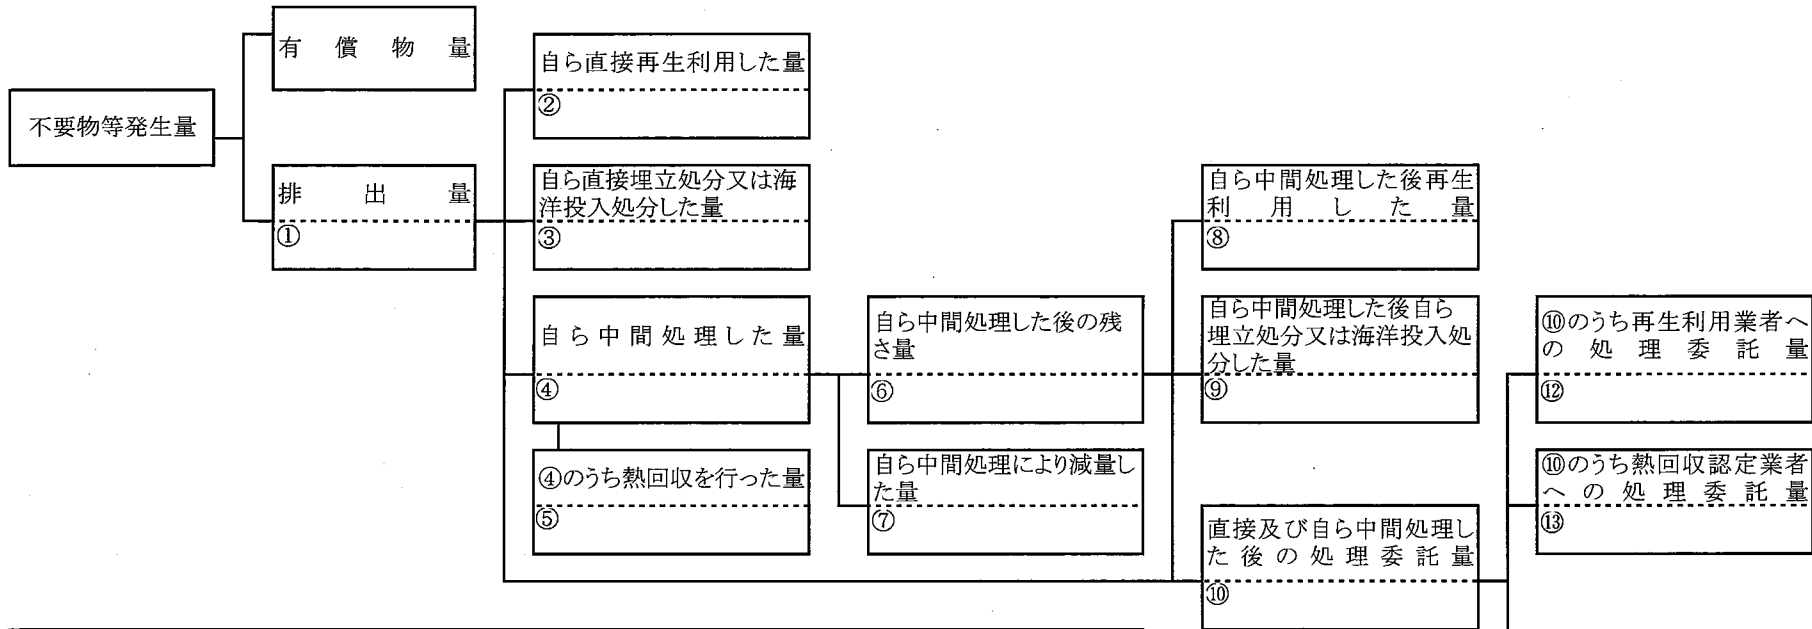 有償物量
不要物等発生量
排出量
①
自ら直接再生利用した量
②
自ら直接埋立処分又は海
洋投入処分した量
③
自ら中間処理した量
④
④のうち熱回収を行った量
⑤
自ら中間処理した後の残
さ量
⑥
自ら中間処理により減量し
た量
⑦
自ら中間処理した後再生
利用した量
⑧
自ら中間処理した後自ら
埋立処分又は海洋投入処
分した量
⑨
直接及び自ら中間処理し
た後の処理委託量
⑩
⑩のうち再生利用業者へ
の処理委託量
⑫
⑩のうち熱回収認定業者
への処理委託量
⑬